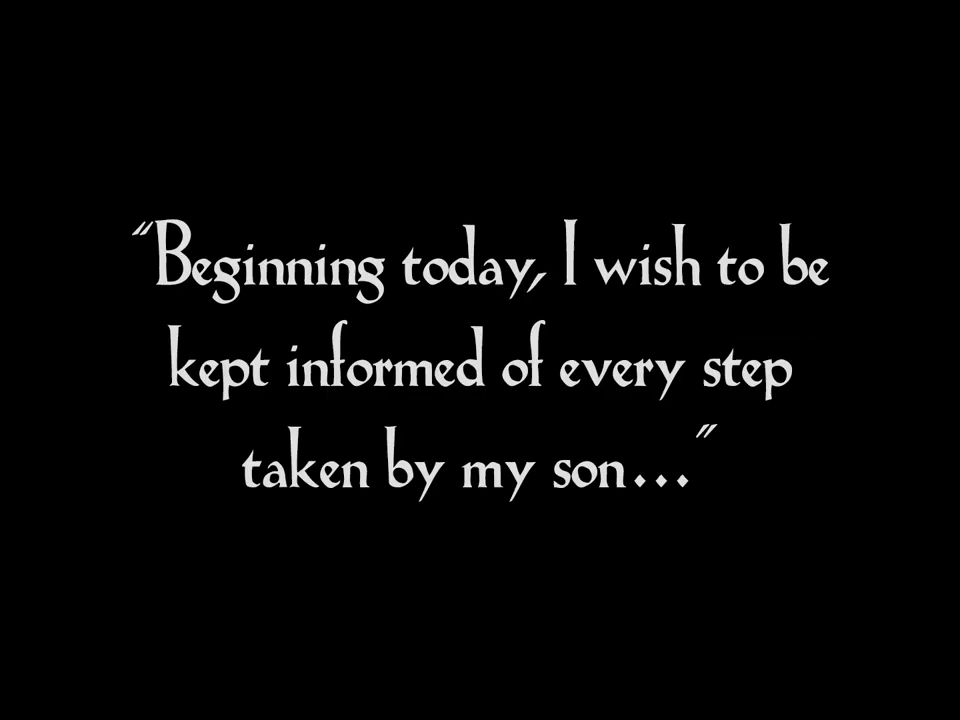 "Beginning today, I wish to be
kept informed of every step
taken by my son..."